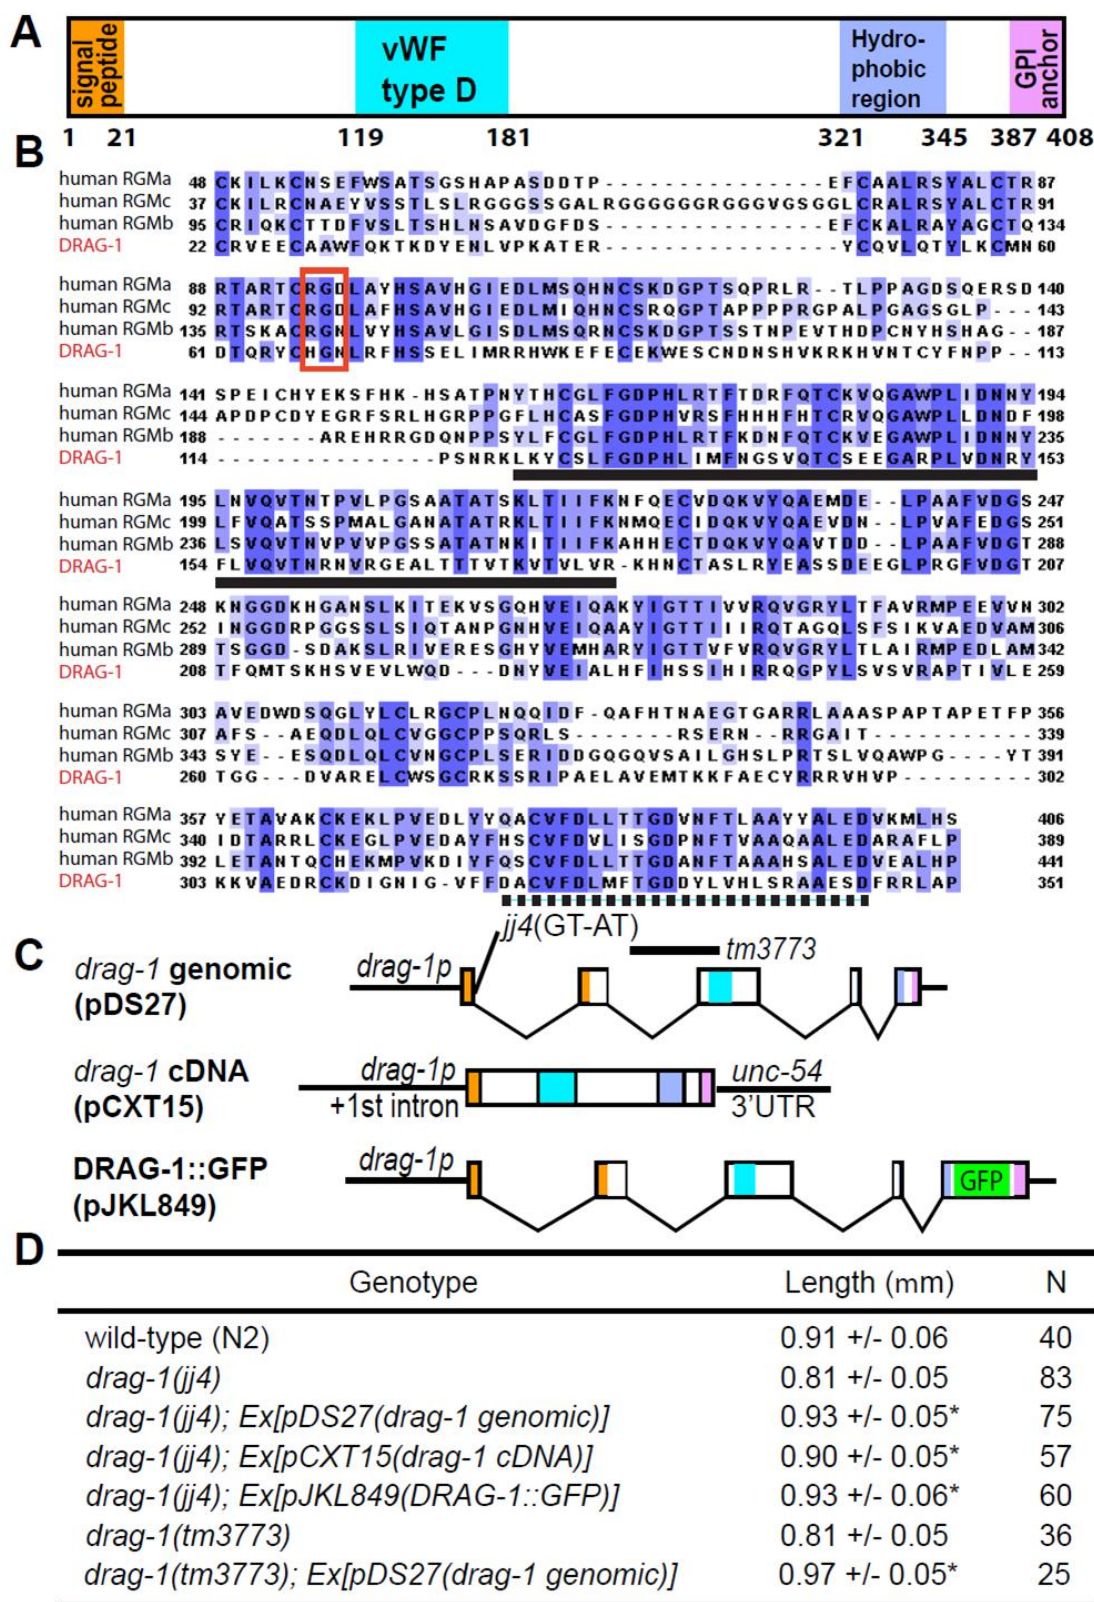 A
signal peptide
vWF
type D
Hydro-
phobic
region
GPI anchor
1 21 119 181 321 345 387 408
B
human RGMa 48 CKILKCNSEFWSATSGSHAPASDDTP---------------EFCAALRSYALCTR 87
human RGMc 37 CKILRCNAEYVSSTLSLRGGGSSGALRGGGGGGRGGGVGSGGLCRALRSYALCTR 91
human RGMb 95 CRIQKCTTDFVSLTSHLNSAVDGFDS---------------EFCKALRAYAGCTQ 134
DRAG-1 22 CRVEECAAWFQKTKDYENLVPKATER----------------YCQVLQTYLKCMN 60
human RGMa 88 RTARTCRGDLAYHSAVHGIEDLMSQHNCSKDGPTSQPRLR--TLPPAGDSQERSD 140
human RGMc 92 RTARTCRGDLAFHSAVHGIEDLMIQHNCSRQGPTAPPPPRGPALPGAGSGLP--- 143
human RGMb 135 RTSKACRGNLVYHSAVLGISDLMSQRNCSKDGPTSSTNPEVTHDPCNYHSHAG-- 187
DRAG-1 61 DTQRYCHGNLRFHSSELIMRRHWKEFECEKWESCNDNSHVKRKHVNTCYFNPP-- 113
human RGMa 141 SPEICHYEKSFHK-HSATPNYTHCGLFGDPHLRTFTDRFQTCKVQGAWPLIDNNY 194
human RGMc 144 APDPCDYEGRFSRLHGRPPGFLHCASFGDPHVRSFHHHFHTCRVQGAWPLLDNDF 198
human RGMb 188 -------AREHRRGDQNPPSYLFCGLFGDPHLRTFKDNFQTCKVEGAWPLIDNNY 235
DRAG-1 114 ---------------PSNRKLKYCSLFGDPHLIMFNGSVQTCSEEGARPLVDNRY 153
human RGMa 195 LNVQVTNTPVLPGSAATATSKLTIIFKNFQECVDQKVYQAEMDE--LPAAFVDGS 247
human RGMc 199 LFVQATSSPMALGANATATRKLTIIFKNMQECIDQKVYQAEVDN--LPVAFEDGS 251
human RGMb 236 LSVQVTNVPVVPGSSATATNKITIIFKAHHECTDQKVYQAVTDD--LPAAFVDGT 288
DRAG-1 154 FLVQVTNRNVRGEALTTTVTKVTVLVR-KHNCTASLRYEASSDEEGLPRGFVDGT 207
human RGMa 248 KNGGDKHGANSLKITEKVSGQHVEIQAKYIGTTIVVRQVGRYLTFAVRMPEEVVN 302
human RGMc 252 INGGDRPGGSSLSIQTANPGNHVEIQAAYIGTTIIIRQTAGQLSFSIKVAEDVAM 306
human RGMb 289 TSGGD-SDAKSLRIVERESGHYVEMHARYIGTTVFVRQVGRYLTLAIRMPEDLAM 342
DRAG-1 208 TFQMTSKHSVEVLWQD---DNYVEIALHFIHSSIHIRRQGPYLSVSVRAPTIVLE 259
human RGMa 303 AVEDWDSQGLYLCLRGCPLNQQIDF-QAFHTNAEGTGARRLAAASPAPTAPETFP 356
human RGMc 307 AFS--AEQDLQLCVGGCPPSQRLS-------RSERN--RRGAIT----------- 339
human RGMb 343 SYE--ESQDLQLCVNGCPLSERIDDGQGQVSAILGHSLPRTSLVQAWPG----YT 391
DRAG-1 260 TGG---DVARELCWSGCRKSSRIPAELAVEMTKKFAECYRRRVHVP--------- 302
human RGMa 357 YETAVAKCKEKLPVEDLYYQACVFDLLTTGDVNFTLAAYYALEDVKMLHS 406
human RGMc 340 IDTARRLCKEGLPVEDAYFHSCVFDVLISGDPNFTVAAQAALEDARAFLP 389
human RGMb 392 LETANTQCHEKMPVKDIYFQSCVFDLLTTGDANFTAAAHSALEDVEALHP 441
DRAG-1 303 KKVAEDRCKDIGNIG-VFFDACVFDLMFTGDDYLVHLSRAAESDFRRLAP 351
C
jj4(GT-AT)
tm3773
drag-1 genomic
(pDS27)
drag-1p
drag-1 cDNA
(pCXT15)
drag-1p
+1st intron
unc-54
3'UTR
DRAG-1::GFP
(pJKL849)
drag-1p
GFP
D
Genotype Length (mm) N
wild-type (N2) 0.91 +/- 0.06 40
drag-1(jj4) 0.81 +/- 0.05 83
drag-1(jj4); Ex[pDS27(drag-1 genomic)] 0.93 +/- 0.05* 75
drag-1(jj4); Ex[pCXT15(drag-1 cDNA)] 0.90 +/- 0.05* 57
drag-1(jj4); Ex[pJKL849(DRAG-1::GFP)] 0.93 +/- 0.06* 60
drag-1(tm3773) 0.81 +/- 0.05 36
drag-1(tm3773); Ex[pDS27(drag-1 genomic)] 0.97 +/- 0.05* 25